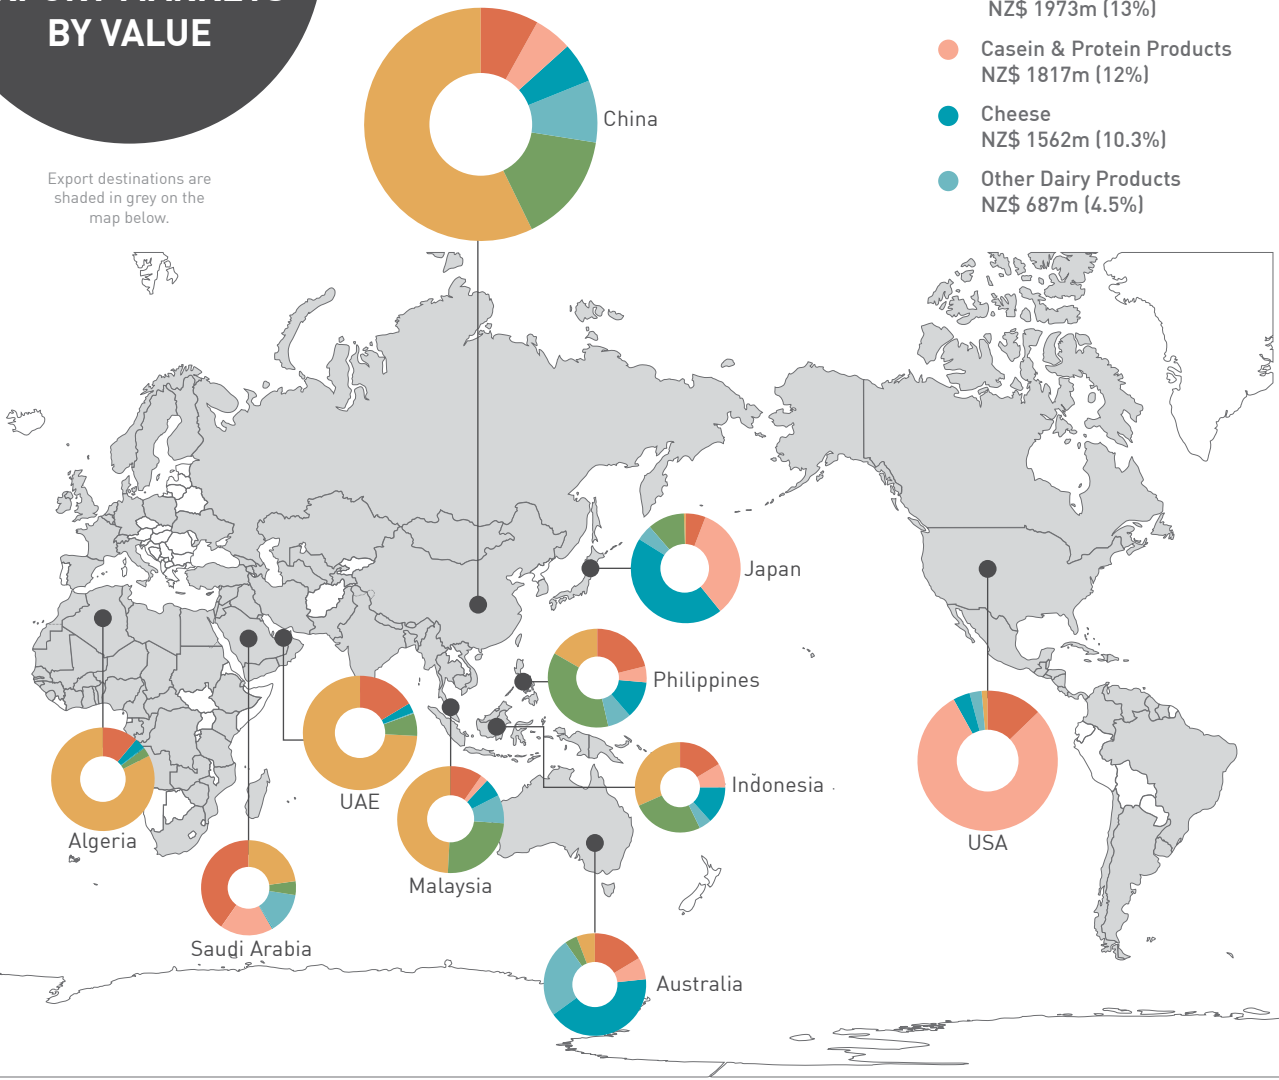 BY VALUE
Export destinations are
shaded in grey on the
map below.
NZ$ 1973m (13%)
Casein & Protein Products
NZ$ 1817m (12%)
Cheese
NZ$ 1562m (10.3%)
Other Dairy Products
NZ$ 687m (4.5%)
China
Japan
Philippines
Indonesia
UAE
Algeria
Malaysia
USA
Saudi Arabia
Australia